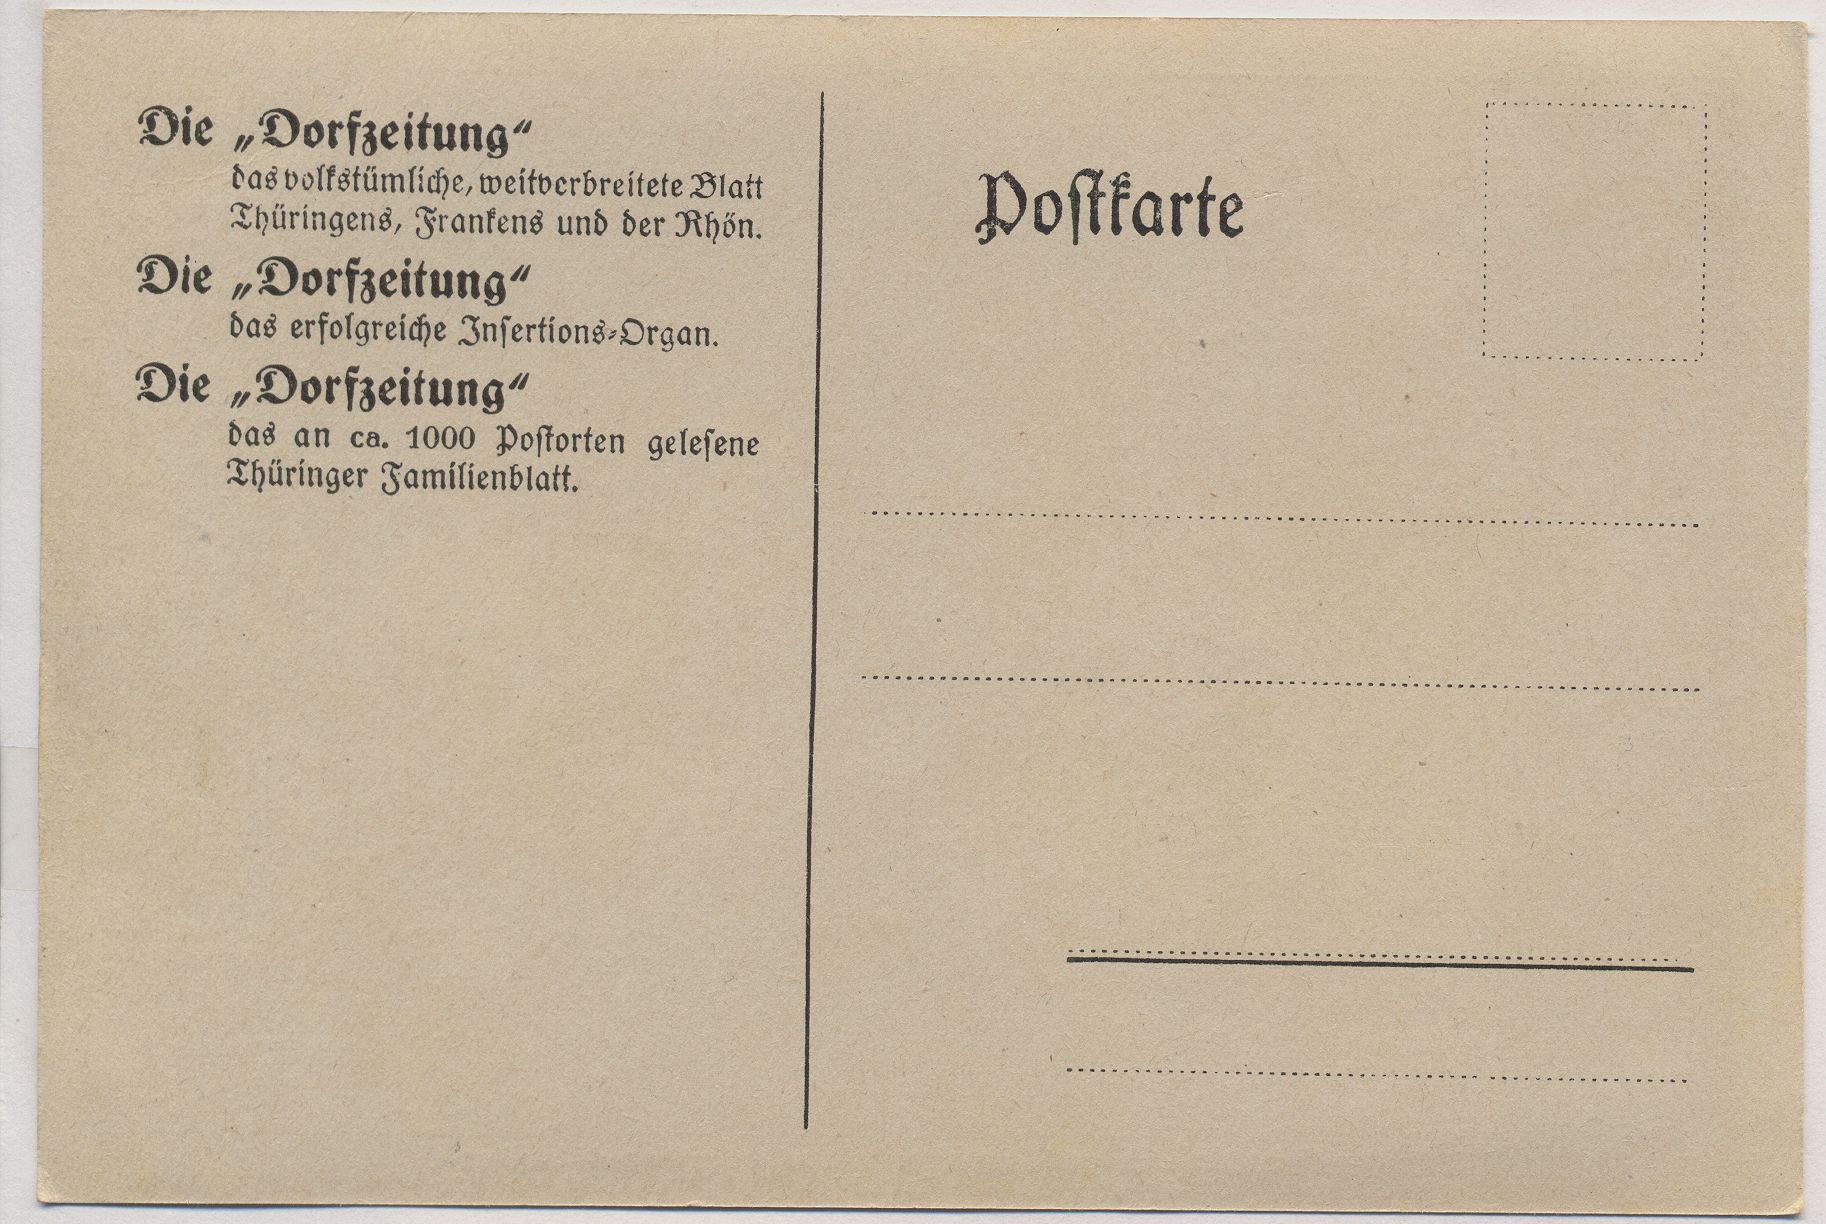 Die „Dorfzeitung“
das volkstümliche, weitverbreitete Blatt
Thüringens, Frankens und der Rhön.
Die „Dorfzeitung“
das erfolgreiche Inſertions-Organ.
Die „Dorfzeitung“
das an ca. 1000 Poſtorten geleſene
Thüringer Familienblatt.
Poſtkarte